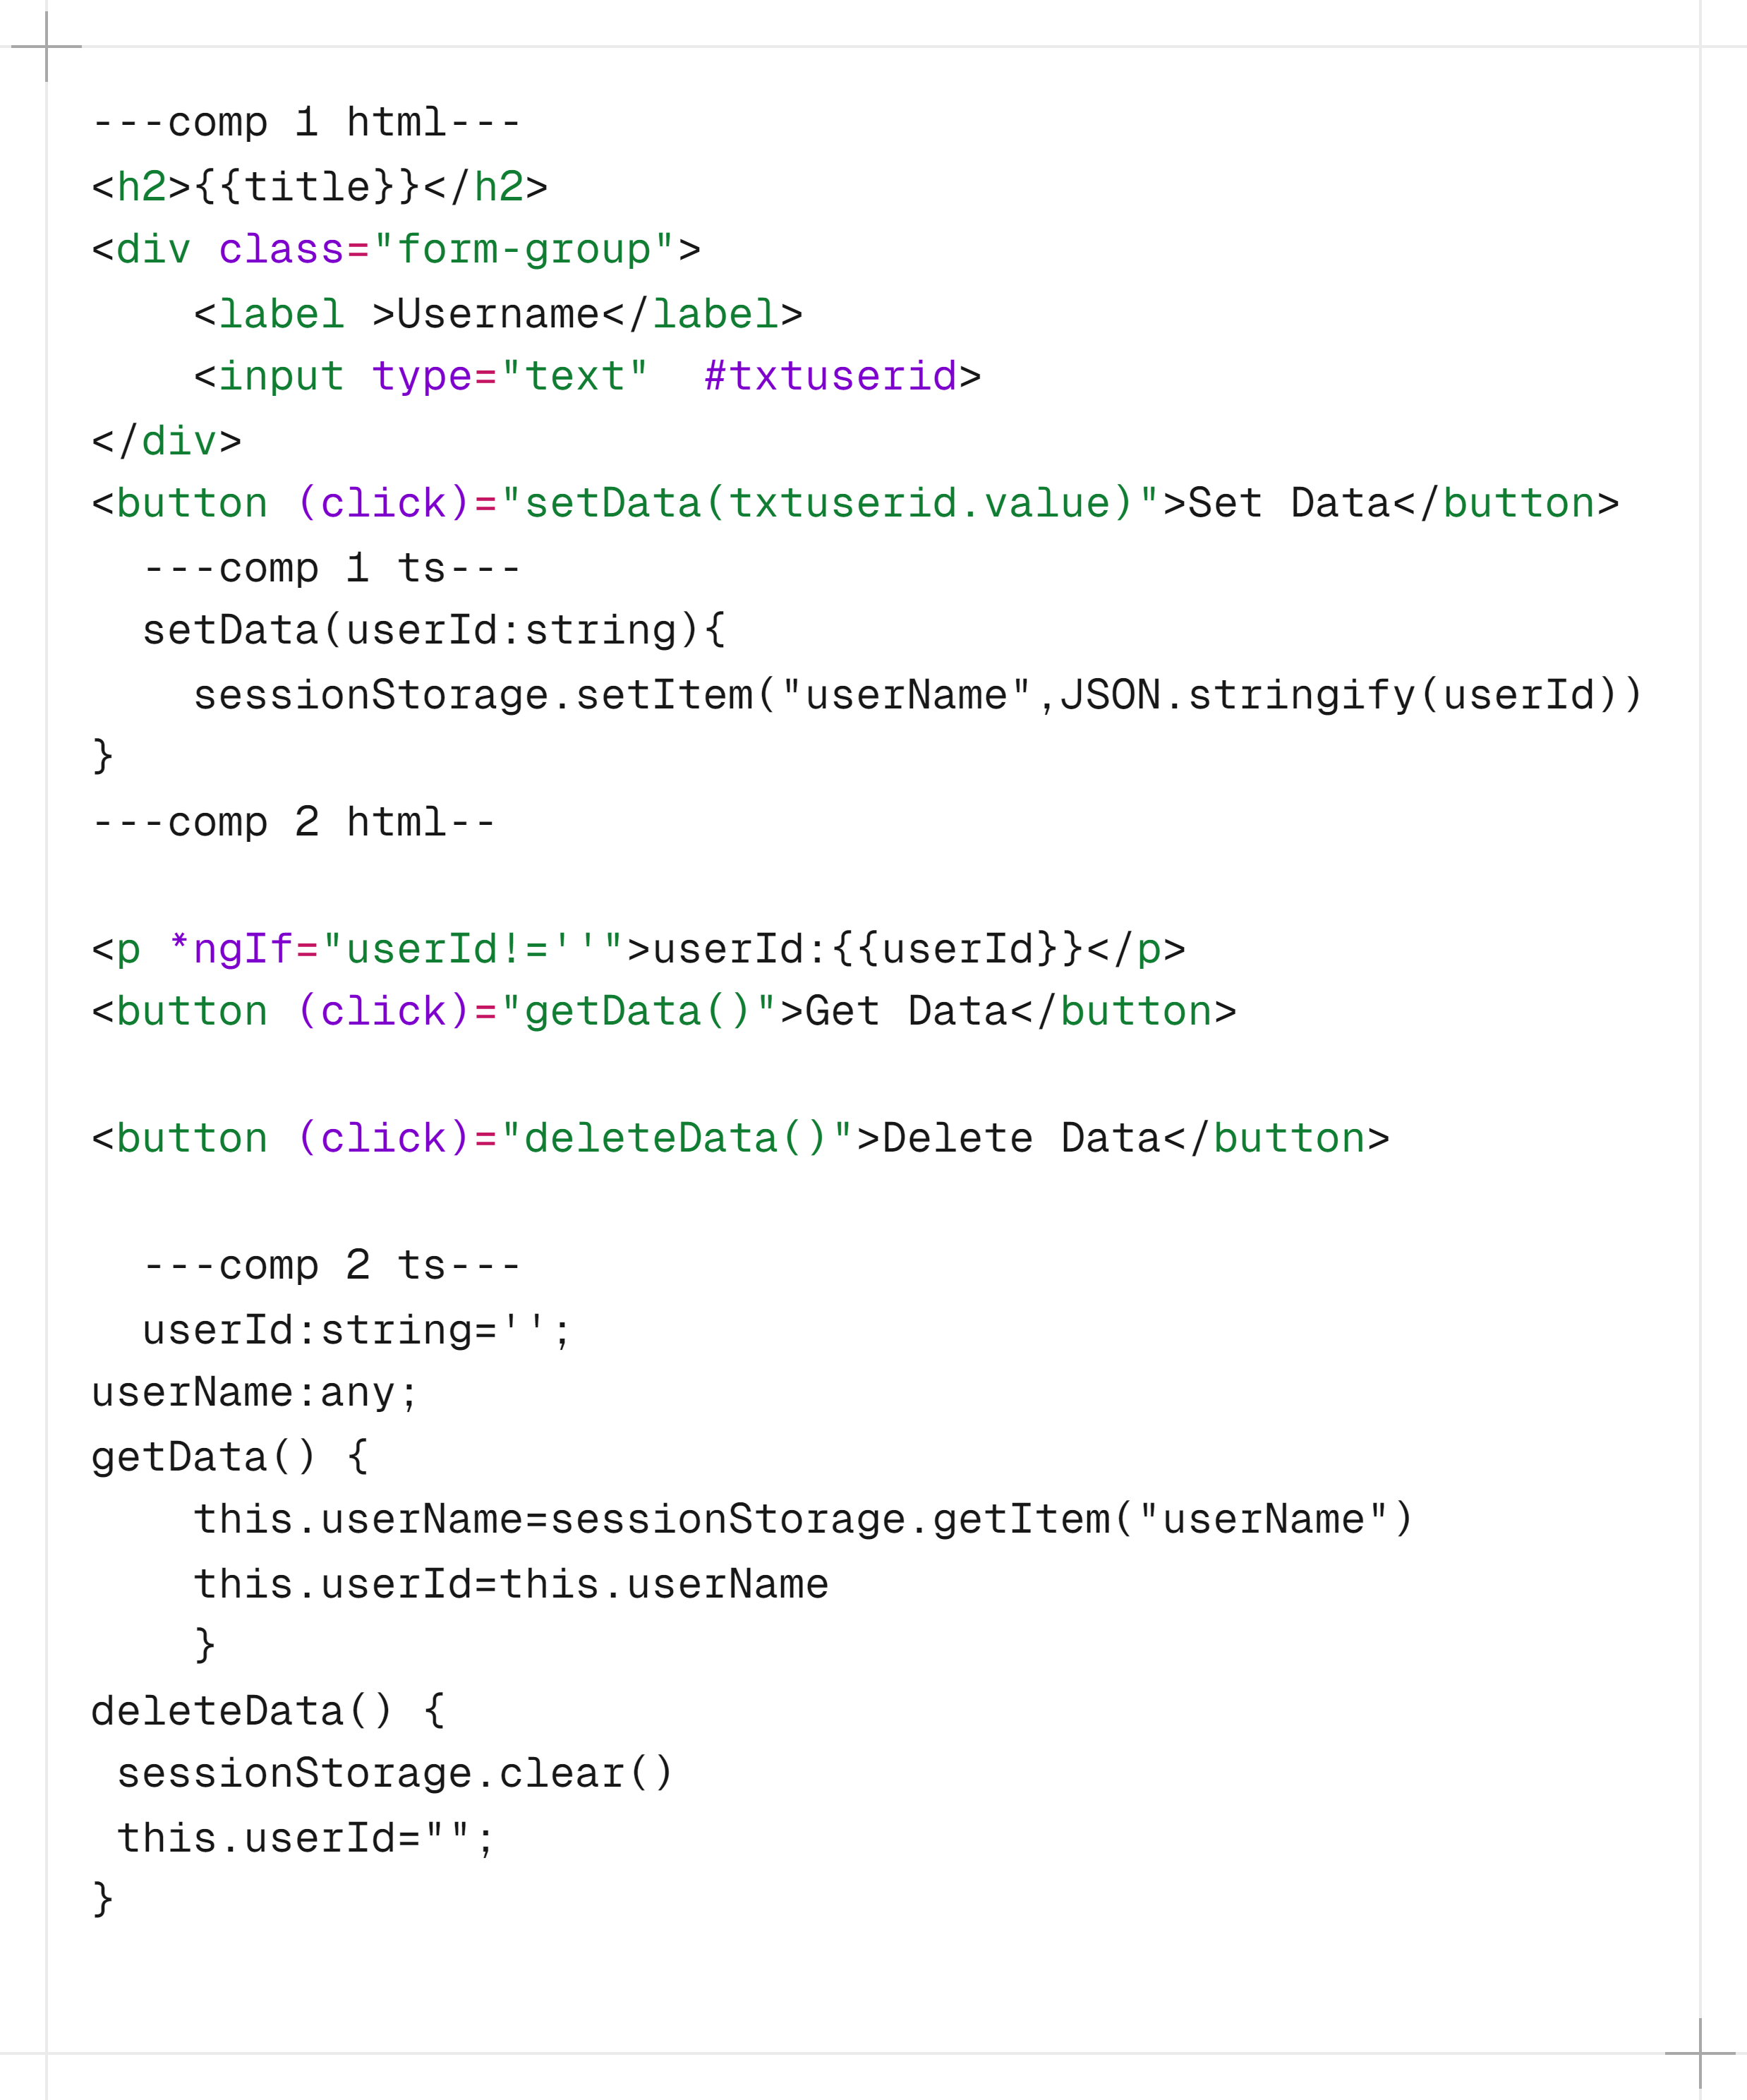 ---comp 1 html---
<h2>{{title}}</h2>
<div class="form-group">
    <label >Username</label>
    <input type="text"  #txtuserid>
</div>
<button (click)="setData(txtuserid.value)">Set Data</button>
  ---comp 1 ts---
  setData(userId:string){
    sessionStorage.setItem("userName",JSON.stringify(userId))
}
---comp 2 html--

<p *ngIf="userId!=''">userId:{{userId}}</p>
<button (click)="getData()">Get Data</button>

<button (click)="deleteData()">Delete Data</button>

  ---comp 2 ts---
  userId:string='';
userName:any;
getData() {
    this.userName=sessionStorage.getItem("userName")
    this.userId=this.userName
    }
deleteData() {
 sessionStorage.clear()
 this.userId="";
}